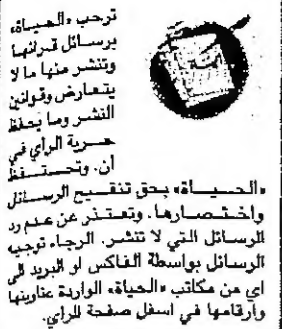 ترحب «الحياة»
برسائل قرائها
وتنشر منها ما لا
يتعارض وقوانين
النشر وما يحفظ
حرية الرأي في
آن. وتحتفظ
«الحياة» بحق تنقيح الرسائل
واختصارها. وتعتذر عن عدم رد
الرسائل التي لا تنشر. الرجاء توجيه
الرسائل بواسطة الفاكس او البريد الى
اي من مكاتب «الحياة» الواردة عناوينها
وارقامها في اسفل صفحة الرأي.